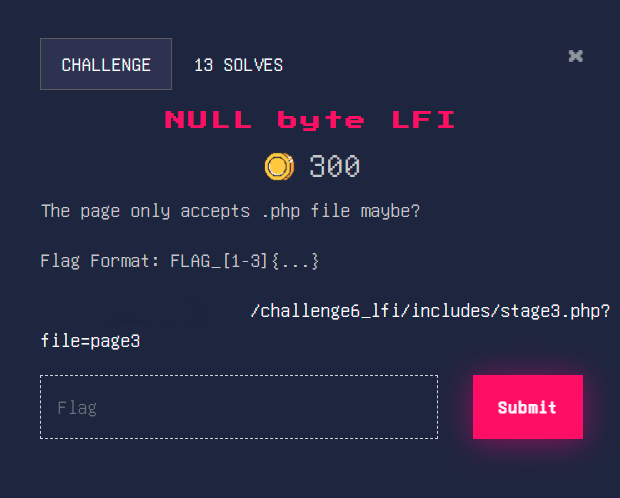 CHALLENGE
13 SOLVES
×
NULL byte LFI
300
The page only accepts .php file maybe?
Flag Format: FLAG_[1-3]{...}
/challenge6_lfi/includes/stage3.php?
file=page3
Flag
Submit